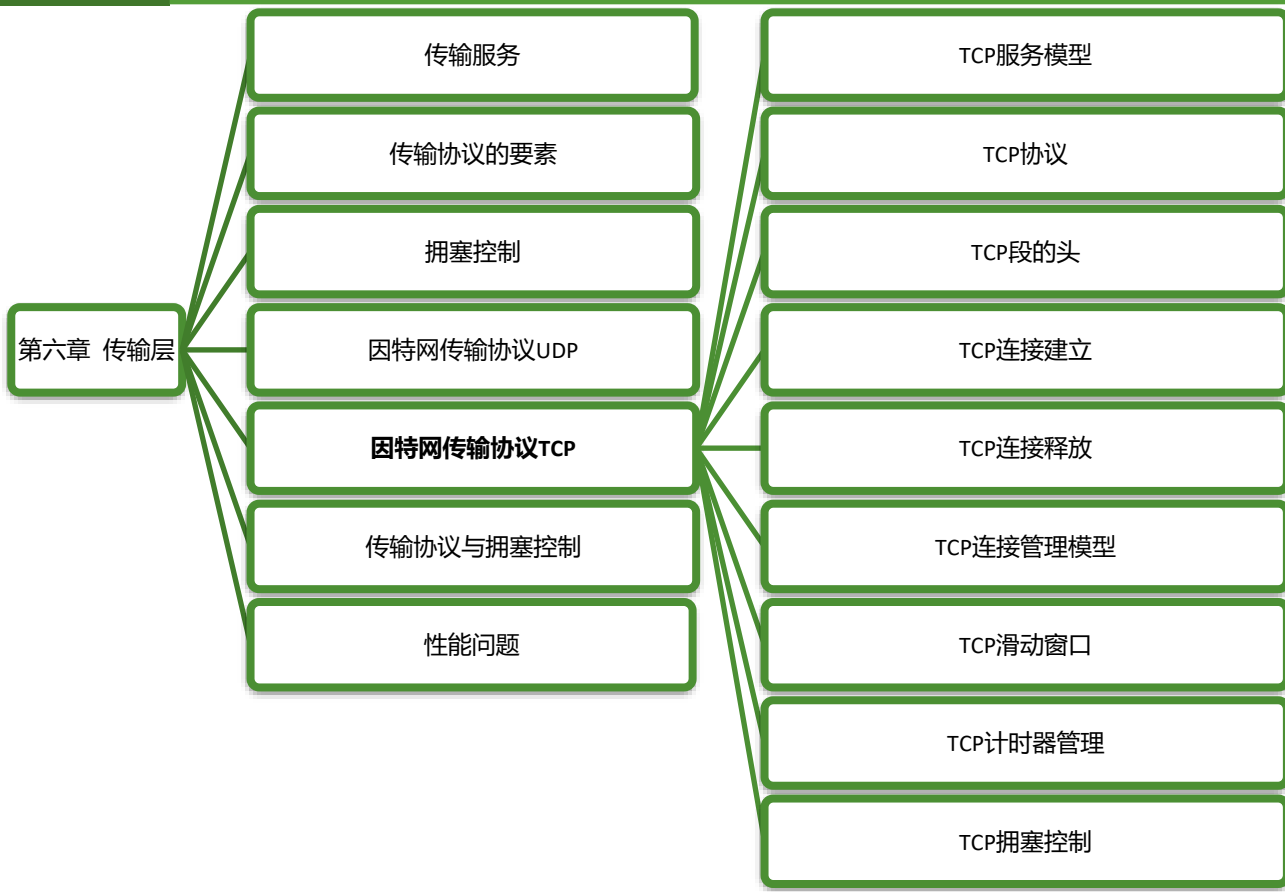 第六章 传输层
传输服务
传输协议的要素
拥塞控制
因特网传输协议UDP
因特网传输协议TCP
传输协议与拥塞控制
性能问题
TCP服务模型
TCP协议
TCP段的头
TCP连接建立
TCP连接释放
TCP连接管理模型
TCP滑动窗口
TCP计时器管理
TCP拥塞控制